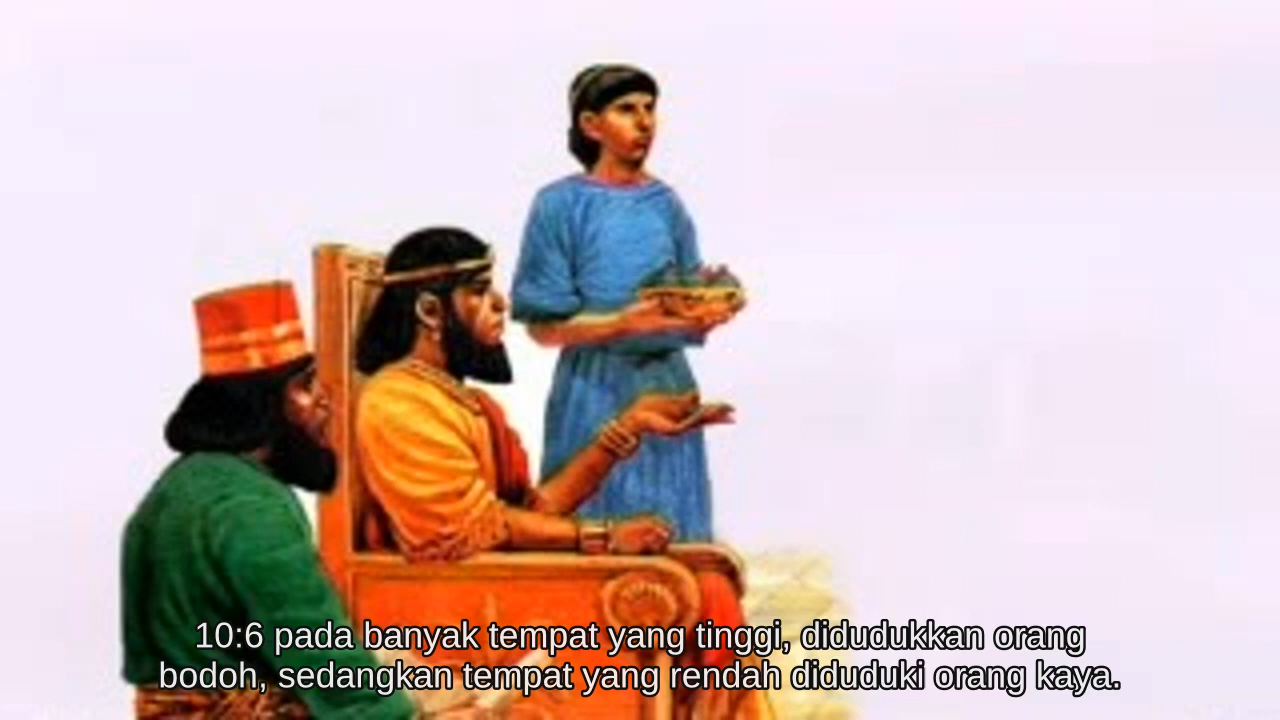 10:6 pada banyak tempat yang tinggi, didudukkan orang
bodoh, sedangkan tempat yang rendah diduduki orang kaya.